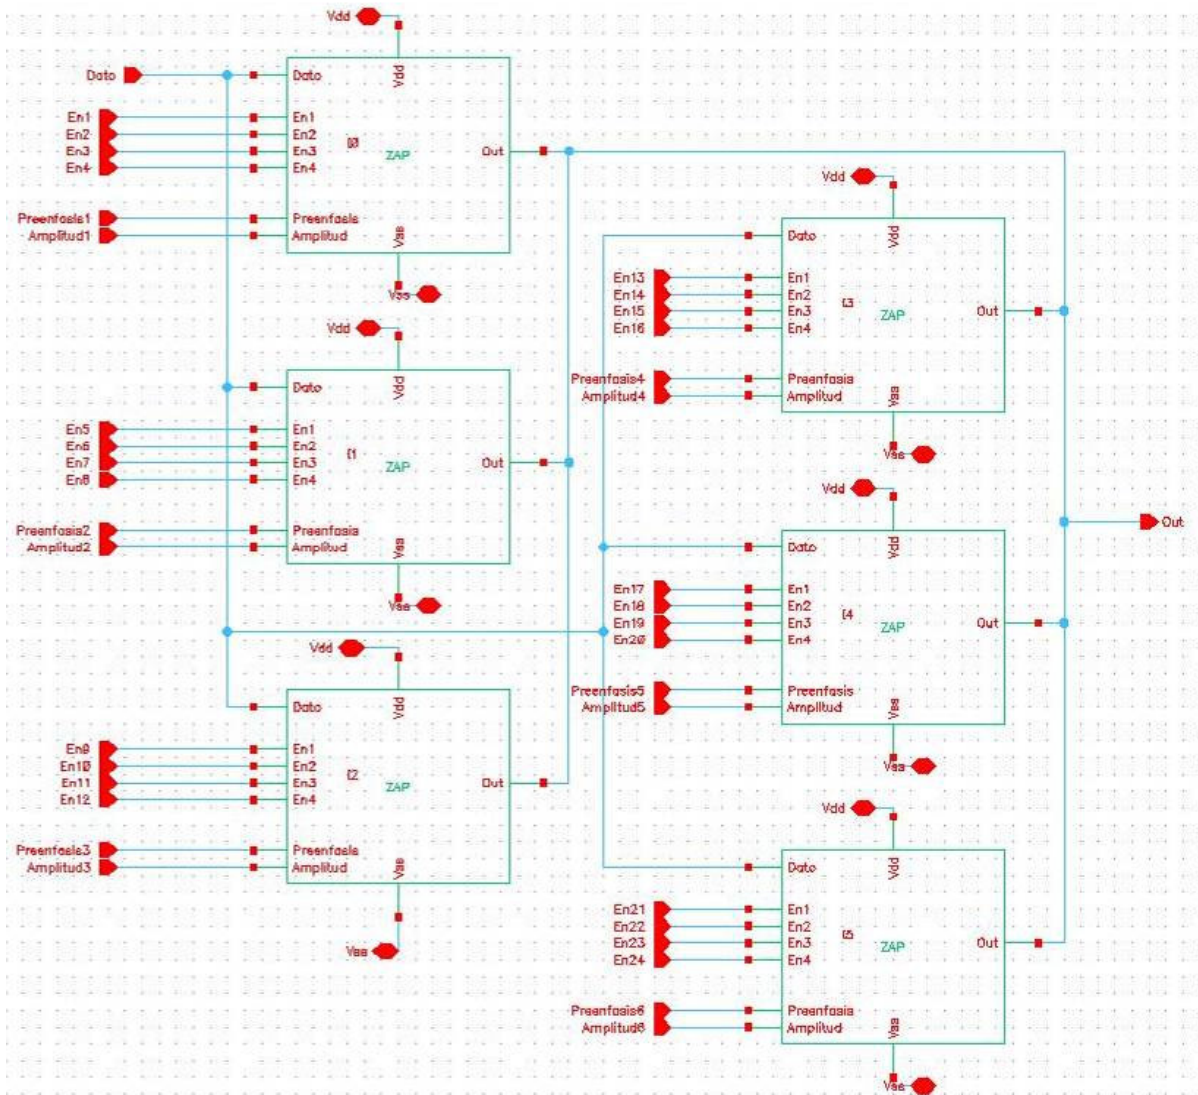 Vdd
Dato
Dato
Vdd
En1
En1
En2
En2
En3
En3
En4
En4
ZAP
Out
Preenfasis1
Preenfasis
Amplitud1
Amplitud
Vss
Vss
Vdd
Dato
Vdd
En5
En1
En6
En2
En7
En3
En8
En4
ZAP
Out
Preenfasis2
Preenfasis
Amplitud2
Amplitud
Vss
Vss
Vdd
Dato
Vdd
En9
En1
En10
En2
En11
En3
En12
En4
ZAP
Out
Preenfasis3
Preenfasis
Amplitud3
Amplitud
Vss
Vss
Vdd
Dato
Vdd
En13
En1
En14
En2
En15
En3
En16
En4
ZAP
Out
Preenfasis4
Preenfasis
Amplitud4
Amplitud
Vss
Vss
Vdd
Dato
Vdd
En17
En1
En18
En2
En19
En3
En20
En4
ZAP
Out
Preenfasis5
Preenfasis
Amplitud5
Amplitud
Vss
Vss
Vdd
Dato
Vdd
En21
En1
En22
En2
En23
En3
En24
En4
ZAP
Out
Preenfasis6
Preenfasis
Amplitud6
Amplitud
Vss
Vss
Out